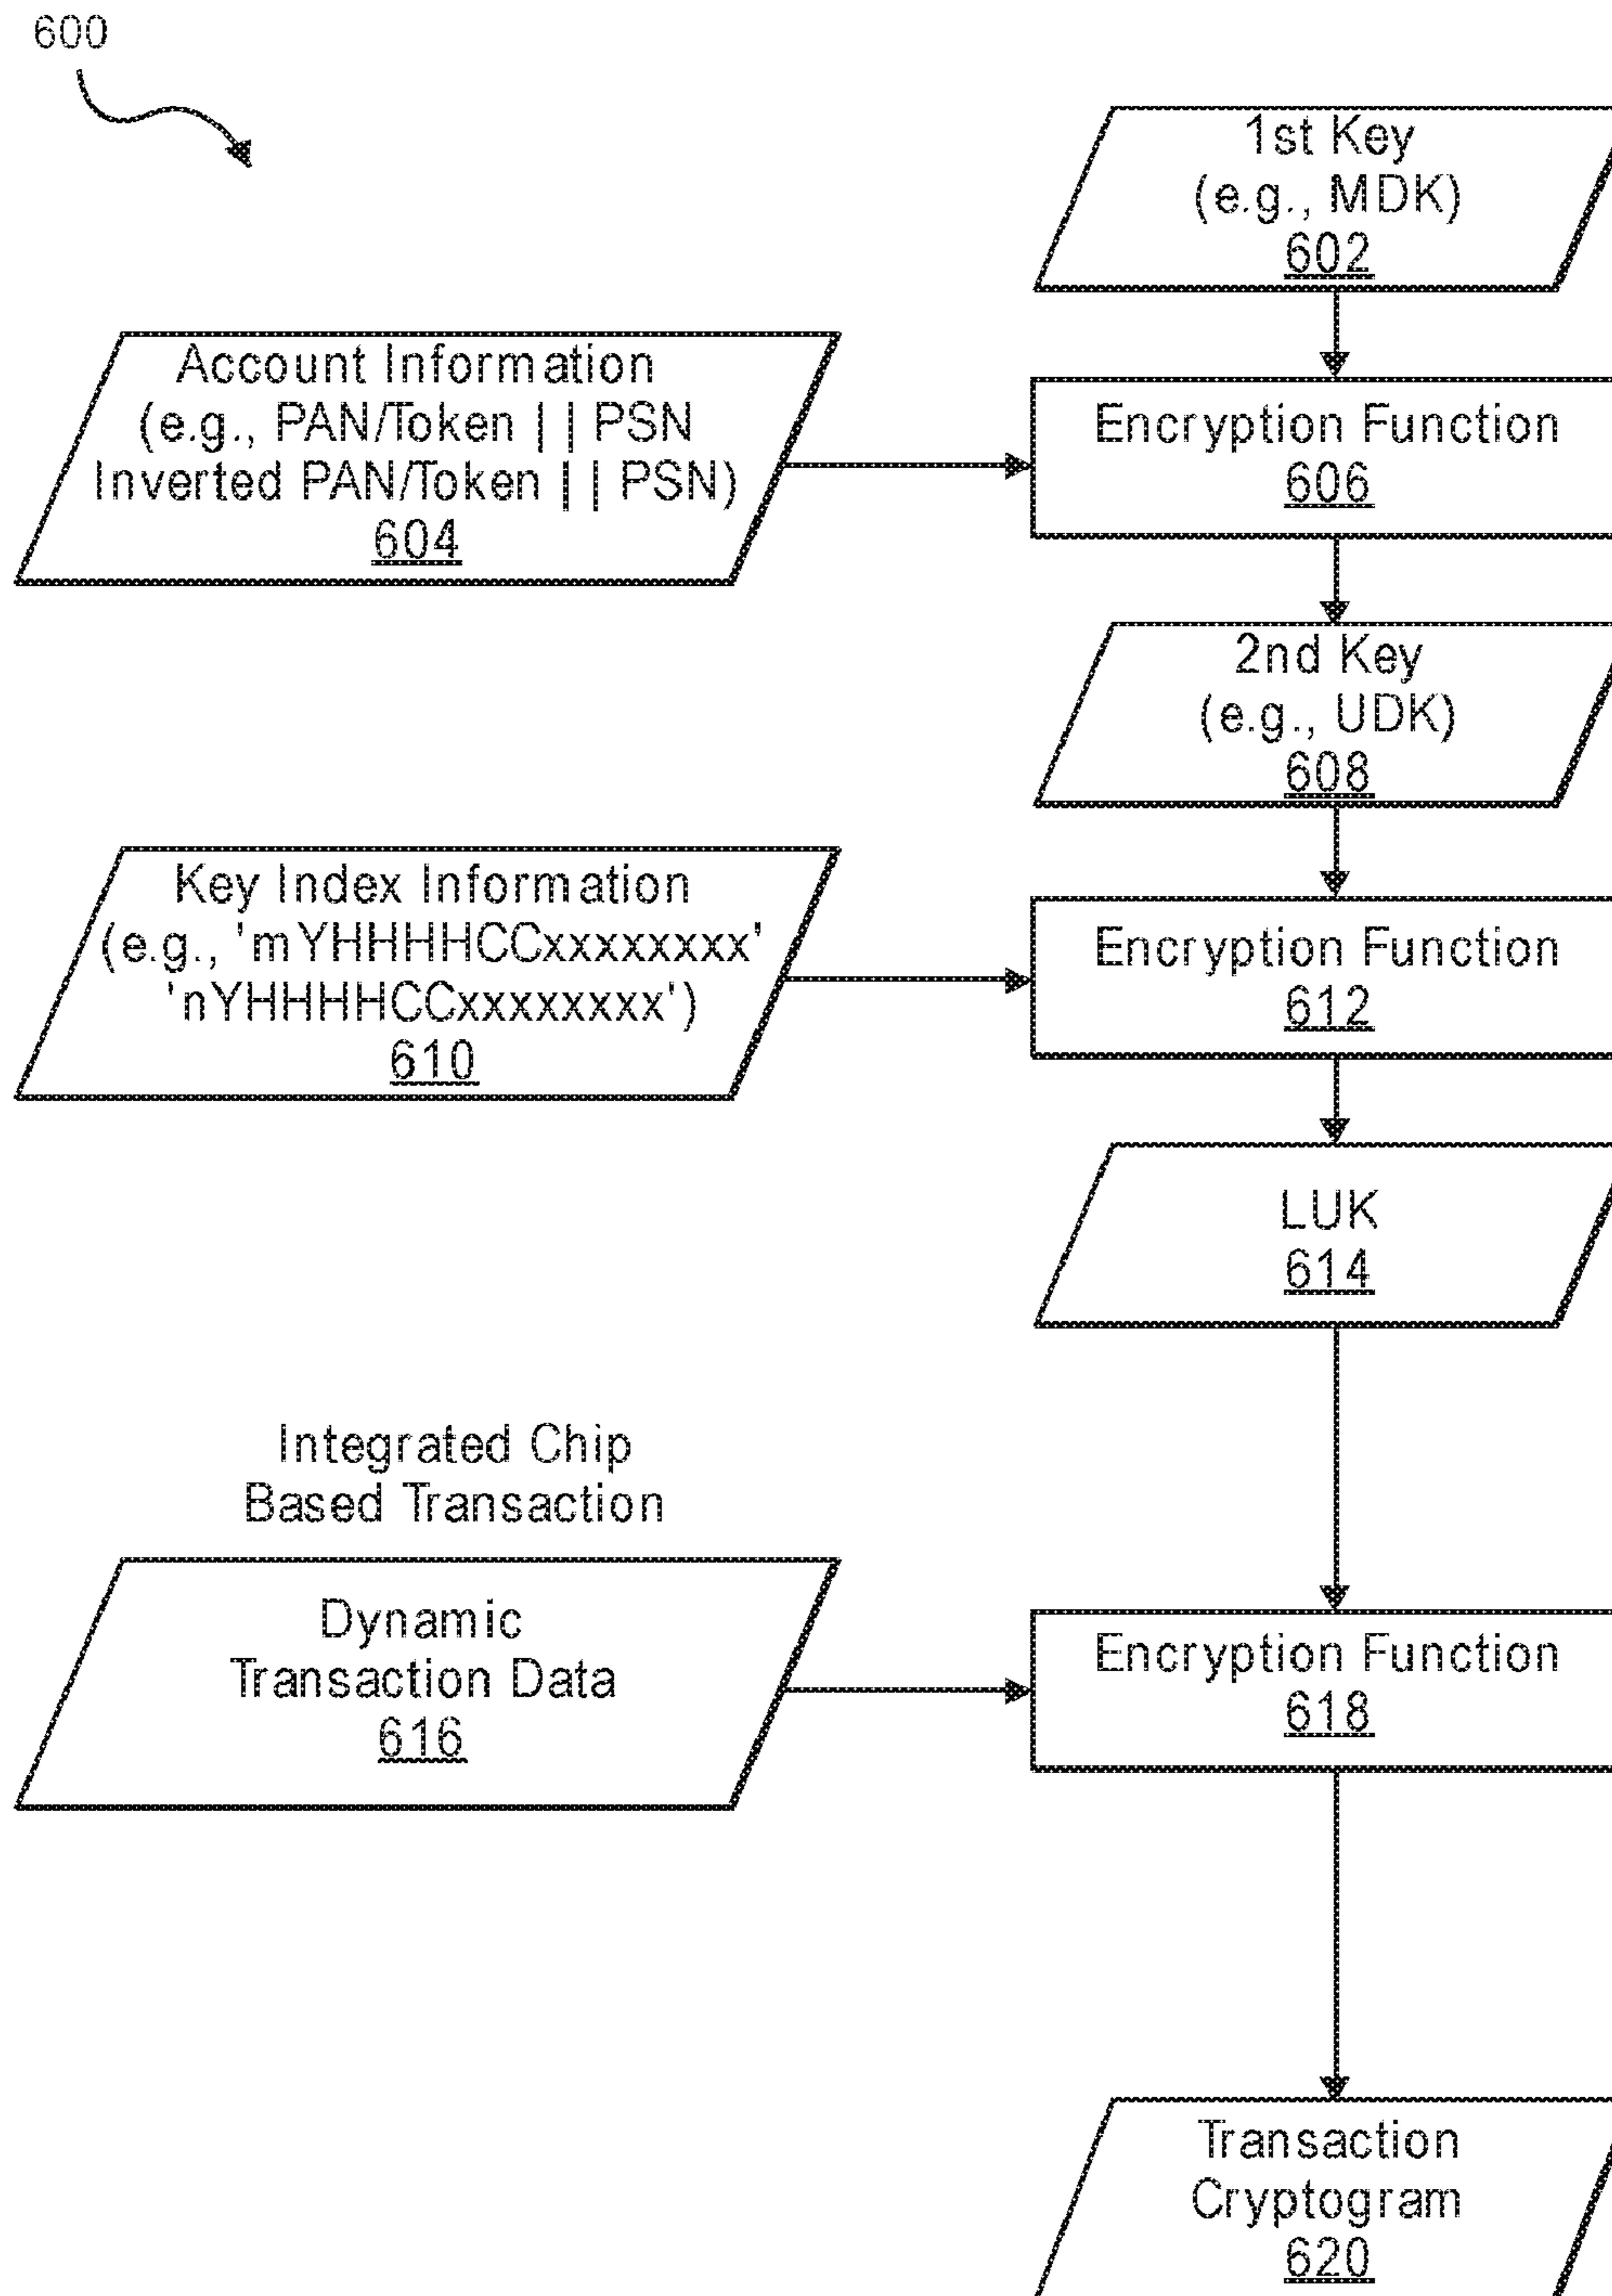 600
1st Key
(e.g., MDK)
602
Account Information
(e.g., PAN/Token | | PSN
Inverted PAN/Token | | PSN)
604
Encryption Function
606
2nd Key
(e.g., UDK)
608
Key Index Information
(e.g., 'mYHHHHCCxxxxxxxx'
'nYHHHHCCxxxxxxxx')
610
Encryption Function
612
LUK
614
Integrated Chip
Based Transaction
Dynamic
Transaction Data
616
Encryption Function
618
Transaction
Cryptogram
620